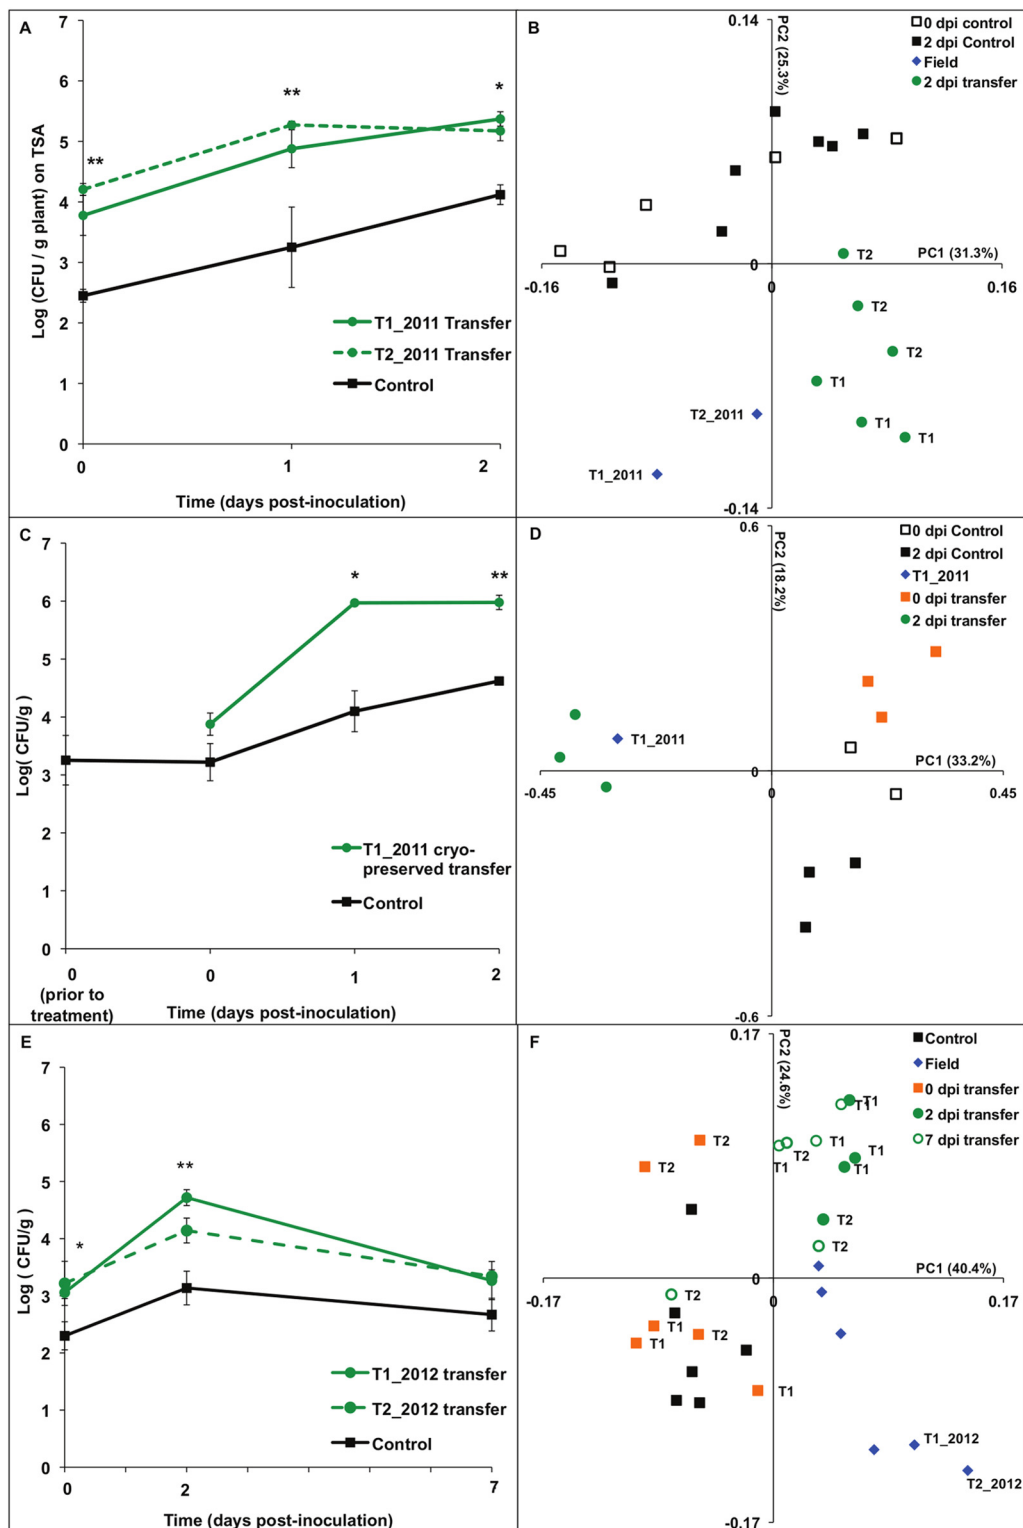 A
7
6
5
4
3
2
1
0
Log (CFU / g plant) on TSA
**
**
*
T1_2011 Transfer
T2_2011 Transfer
Control
0
1
2
Time (days post-inoculation)
B
0.14
PC2 (25.3%)
0 dpi control
2 dpi Control
Field
2 dpi transfer
T2
PC1 (31.3%)
-0.16
0
0
0.16
T2
T2
T1
T2_2011
T1
T1
T1_2011
-0.14
C
7
6
5
4
3
2
1
0
Log( CFU/g )
*
**
T1_2011 cryo-
preserved transfer
Control
0
(prior to
treatment)
0
1
2
Time (days post-inoculation)
D
0.6
PC2 (18.2%)
0 dpi Control
2 dpi Control
T1_2011
0 dpi transfer
2 dpi transfer
T1_2011
PC1 (33.2%)
0
-0.45
0
0.45
-0.6
E
7
6
5
4
3
2
1
0
Log ( CFU/g )
*
**
T1_2012 transfer
T2_2012 transfer
Control
0
2
7
Time (days post-inoculation)
F
0.17
PC2 (24.6%)
Control
Field
0 dpi transfer
2 dpi transfer
7 dpi transfer
T1
T1
T2
T1
T2
T1
T2
T1
T1
T2
T2
PC1 (40.4%)
0
-0.17
0
0.17
T2
T1
T2
T1
T1
T1_2012
T2_2012
-0.17